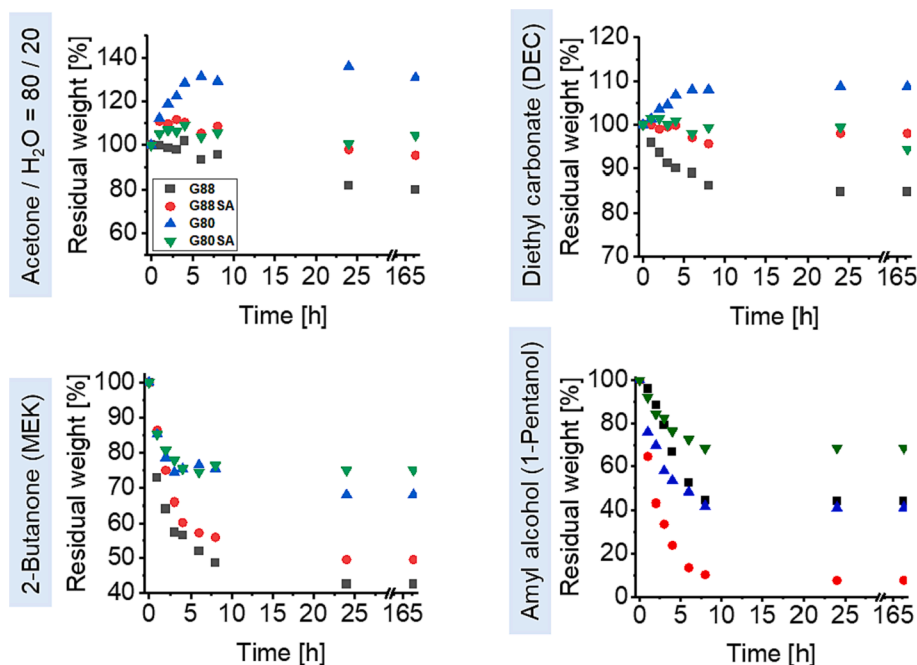 Acetone / H2O = 80 / 20
Residual weight [%]
140
120
100
80
60
G88
G88 SA
G80
G80 SA
0 5 10 15 20 25 165
Time [h]
Diethyl carbonate (DEC)
Residual weight [%]
120
110
100
90
80
70
0 5 10 15 20 25 165
Time [h]
2-Butanone (MEK)
Residual weight [%]
100
90
80
70
60
50
40
0 5 10 15 20 25 165
Time [h]
Amyl alcohol (1-Pentanol)
Residual weight [%]
100
80
60
40
20
0
0 5 10 15 20 25 165
Time [h]